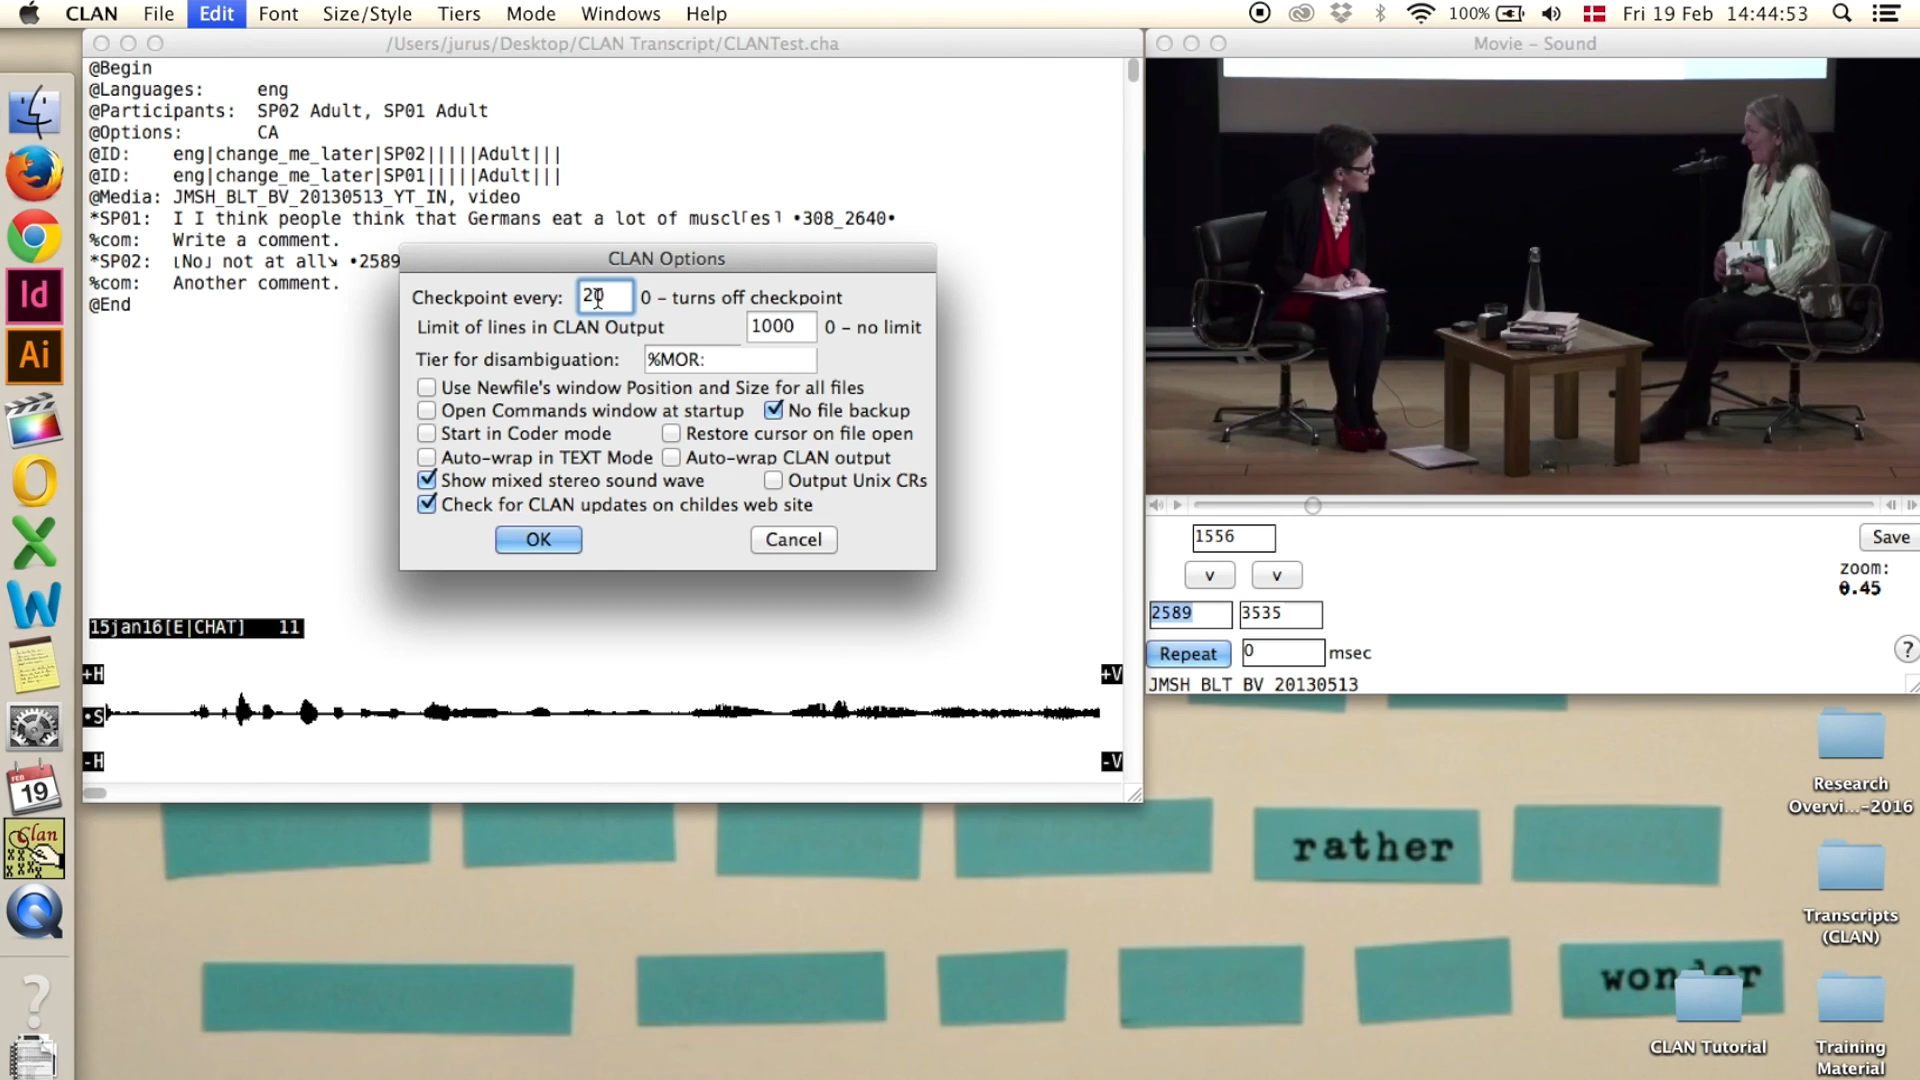 CLAN File Edit Font Size/Style Tiers Mode Windows Help 100% Fri 19 Feb 14:44:53
/Users/jurus/Desktop/CLAN Transcript/CLANTest.cha
@Begin
@Languages: eng
@Participants: SP02 Adult, SP01 Adult
@Options: CA
@ID: eng|change_me_later|SP02|||||Adult|||
@ID: eng|change_me_later|SP01|||||Adult|||
@Media: JMSH_BLT_BV_20130513_YT_IN, video
*SP01: I I think people think that Germans eat a lot of muscl⌈es⌉ •308_2640•
%com: Write a comment.
*SP02: ⌊No⌋ not at all↘ •2589
%com: Another comment.
@End
CLAN Options
Checkpoint every: 20 0 – turns off checkpoint
Limit of lines in CLAN Output 1000 0 – no limit
Tier for disambiguation: %MOR:
Use Newfile's window Position and Size for all files
Open Commands window at startup No file backup
Start in Coder mode Restore cursor on file open
Auto-wrap in TEXT Mode Auto-wrap CLAN output
Show mixed stereo sound wave Output Unix CRs
Check for CLAN updates on childes web site
OK Cancel
15jan16[E|CHAT] 11
+H +V
•S
-H -V
Movie – Sound
1556 Save
v v zoom:
0.45
2589 3535
Repeat 0 msec ?
JMSH BLT BV 20130513
Id
Ai
FEB
19
Clan
rather
wonder
Research
Overvi...-2016
Transcripts
(CLAN)
CLAN Tutorial
Training
Material